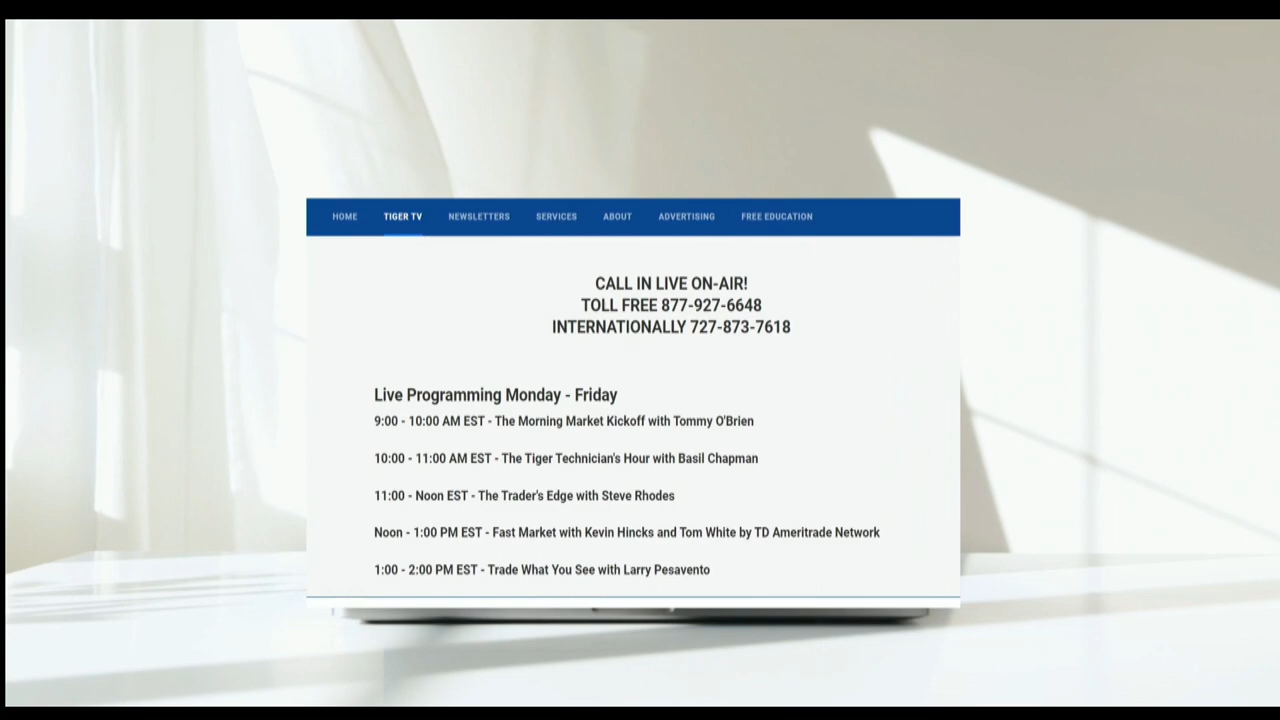 HOME TIGER TV NEWSLETTERS SERVICES ABOUT ADVERTISING FREE EDUCATION
CALL IN LIVE ON-AIR!
TOLL FREE 877-927-6648
INTERNATIONALLY 727-873-7618
Live Programming Monday - Friday
9:00 - 10:00 AM EST - The Morning Market Kickoff with Tommy O'Brien
10:00 - 11:00 AM EST - The Tiger Technician's Hour with Basil Chapman
11:00 - Noon EST - The Trader's Edge with Steve Rhodes
Noon - 1:00 PM EST - Fast Market with Kevin Hincks and Tom White by TD Ameritrade Network
1:00 - 2:00 PM EST - Trade What You See with Larry Pesavento